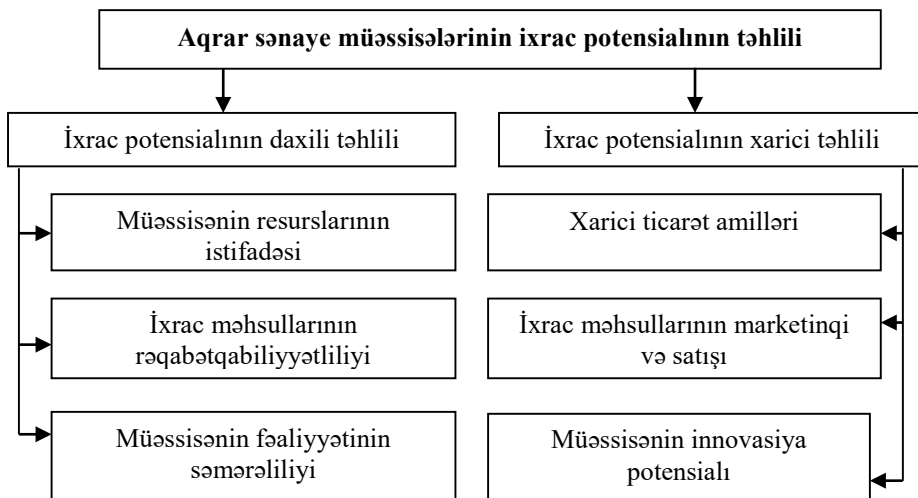 Aqrar sənaye müəssisələrinin ixrac potensialının təhlili
İxrac potensialının daxili təhlili
İxrac potensialının xarici təhlili
Müəssisənin resurslarının
istifadəsi
Xarici ticarət amilləri
İxrac məhsullarının
rəqabətqabiliyyətliliyi
İxrac məhsullarının marketinqi
və satışı
Müəssisənin fəaliyyətinin
səmərəliliyi
Müəssisənin innovasiya
potensialı